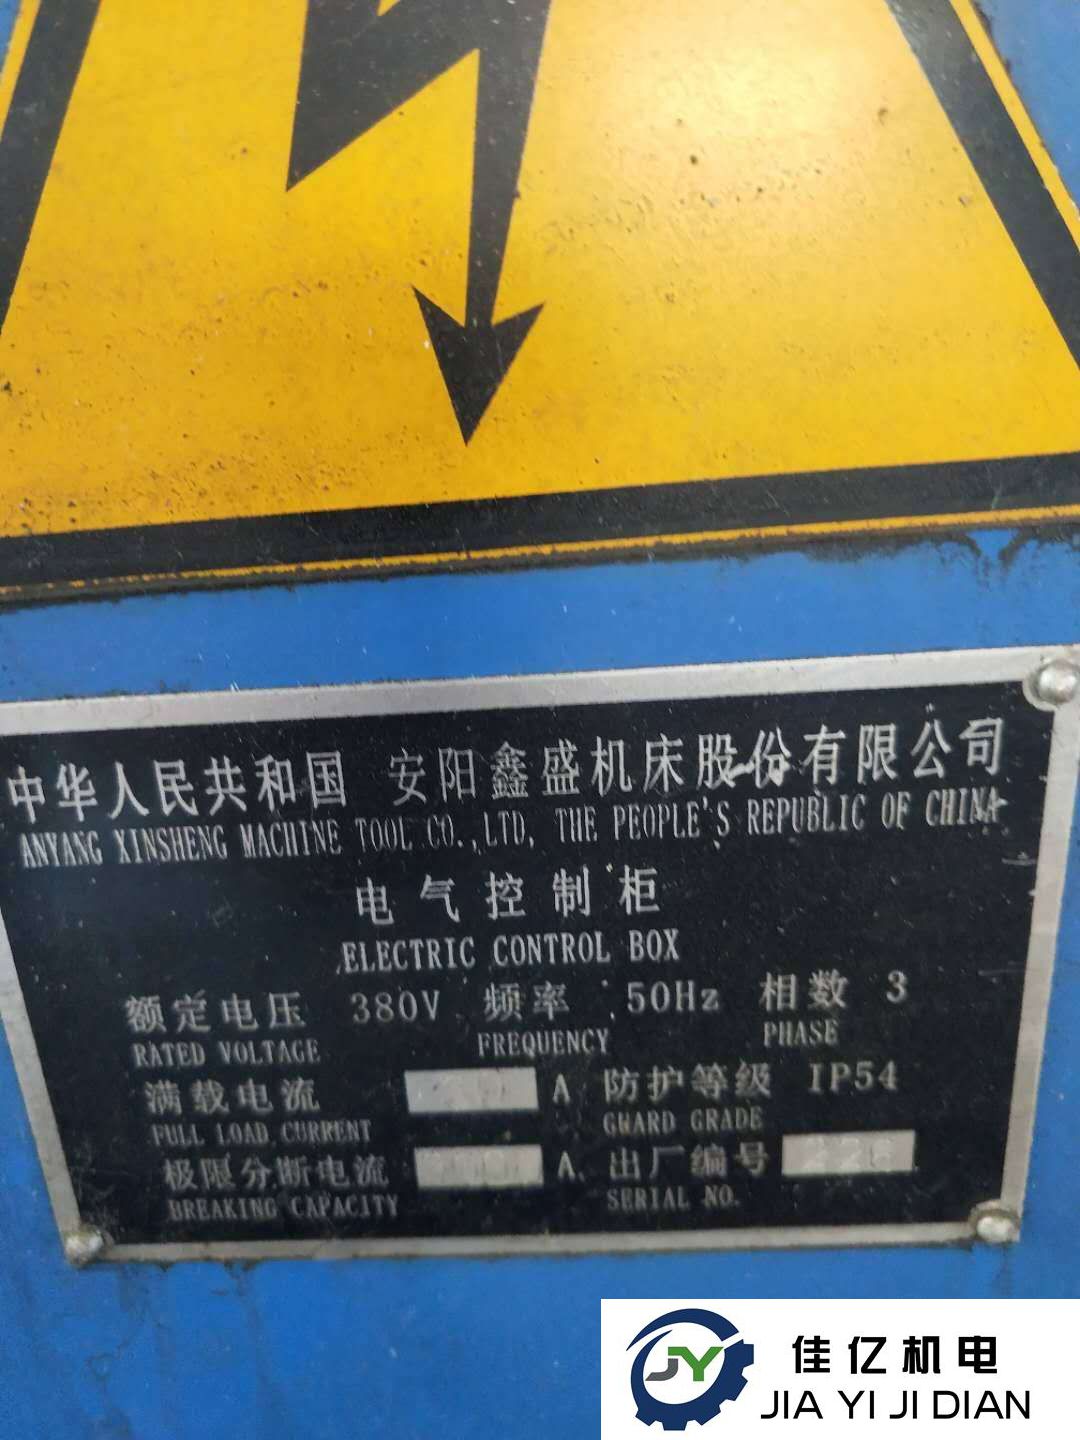 中华人民共和国 安阳鑫盛机床股份有限公司
ANYANG XINSHENG MACHINE TOOL CO.,LTD, THE PEOPLE'S REPUBLIC OF CHINA
电气控制柜
ELECTRIC CONTROL BOX
额定电压 380V 频率 50Hz 相数 3
RATED VOLTAGE FREQUENCY PHASE
满载电流 A 防护等级 IP54
FULL LOAD CURRENT GUARD GRADE
极限分断电流 A 出厂编号
BREAKING CAPACITY SERIAL NO.
JY 佳亿机电
JIA YI JI DIAN